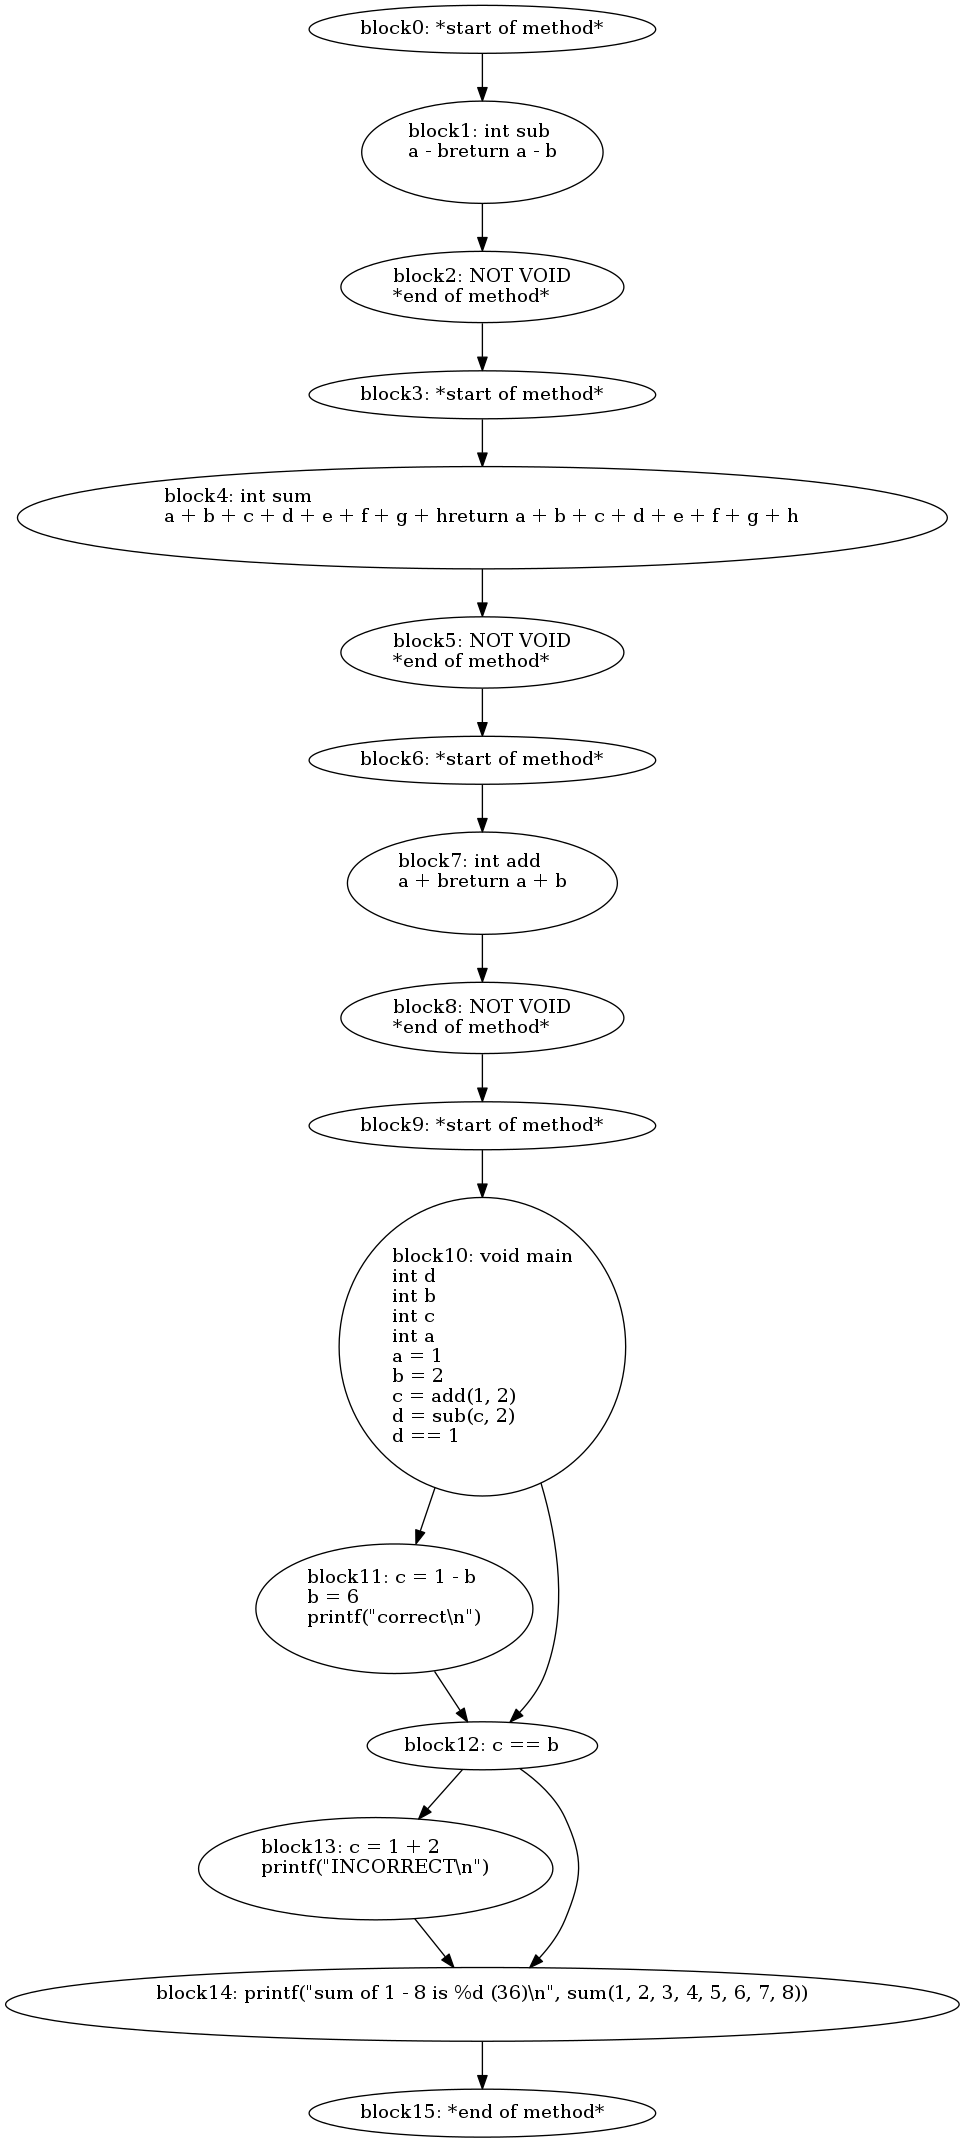 block0: *start of method*
block1: int sub
a - breturn a - b
block2: NOT VOID
*end of method*
block3: *start of method*
block4: int sum
a + b + c + d + e + f + g + hreturn a + b + c + d + e + f + g + h
block5: NOT VOID
*end of method*
block6: *start of method*
block7: int add
a + breturn a + b
block8: NOT VOID
*end of method*
block9: *start of method*
block10: void main
int d
int b
int c
int a
a = 1
b = 2
c = add(1, 2)
d = sub(c, 2)
d == 1
block11: c = 1 - b
b = 6
printf("correct\n")
block12: c == b
block13: c = 1 + 2
printf("INCORRECT\n")
block14: printf("sum of 1 - 8 is %d (36)\n", sum(1, 2, 3, 4, 5, 6, 7, 8))
block15: *end of method*